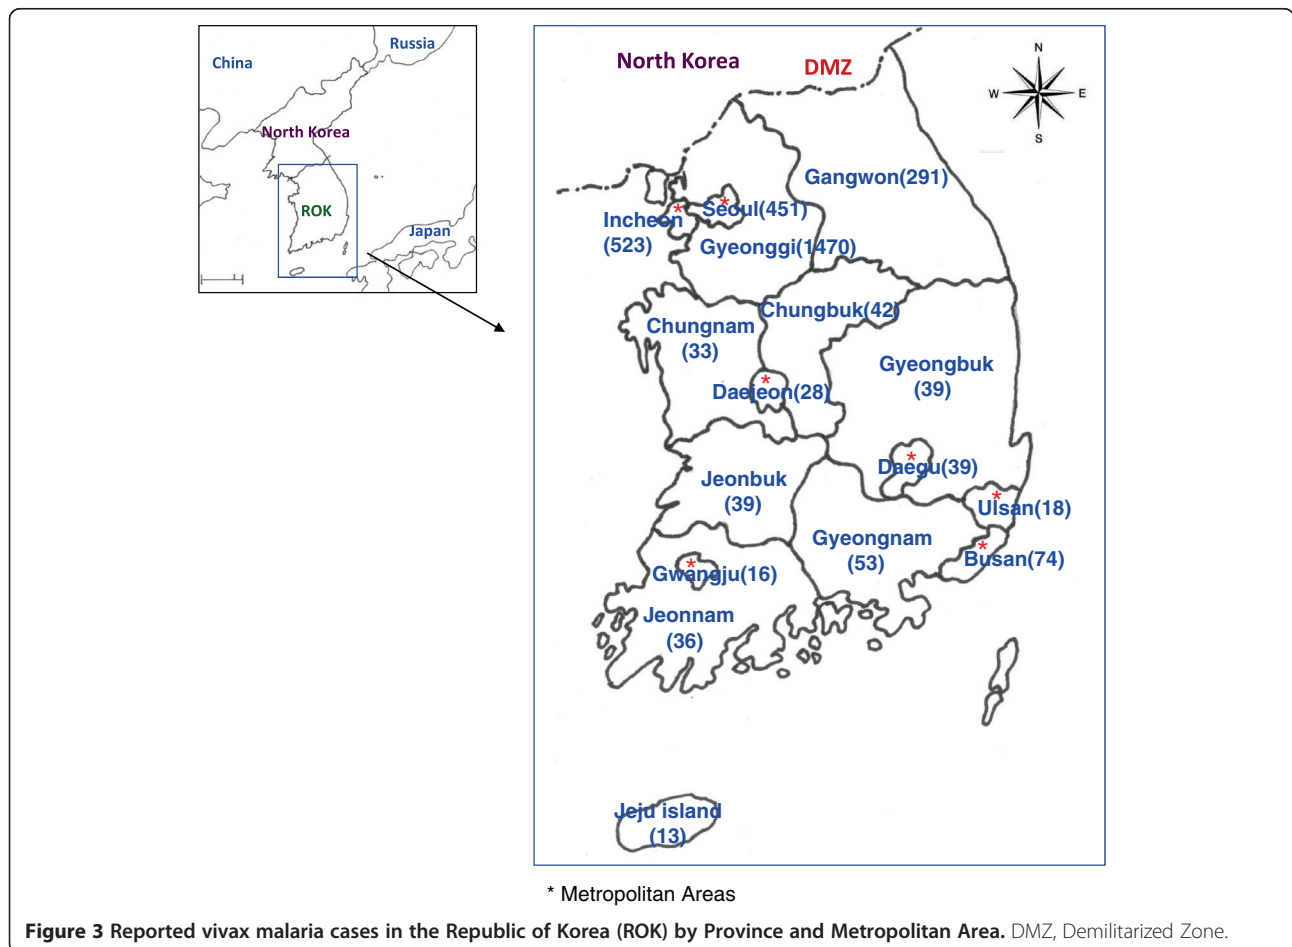 China
Russia
North Korea
ROK
Japan
North Korea
DMZ
N
W
E
S
Gangwon(291)
Incheon
(523)
*
Seoul(451)
*
Gyeonggi(1470)
Chungbuk(42)
Chungnam
(33)
Gyeongbuk
(39)
*
Daejeon(28)
*
Daegu(39)
Jeonbuk
(39)
*
Ulsan(18)
Gyeongnam
(53)
*
Busan(74)
*
Gwangju(16)
Jeonnam
(36)
Jeju island
(13)
* Metropolitan Areas
Figure 3 Reported vivax malaria cases in the Republic of Korea (ROK) by Province and Metropolitan Area. DMZ, Demilitarized Zone.